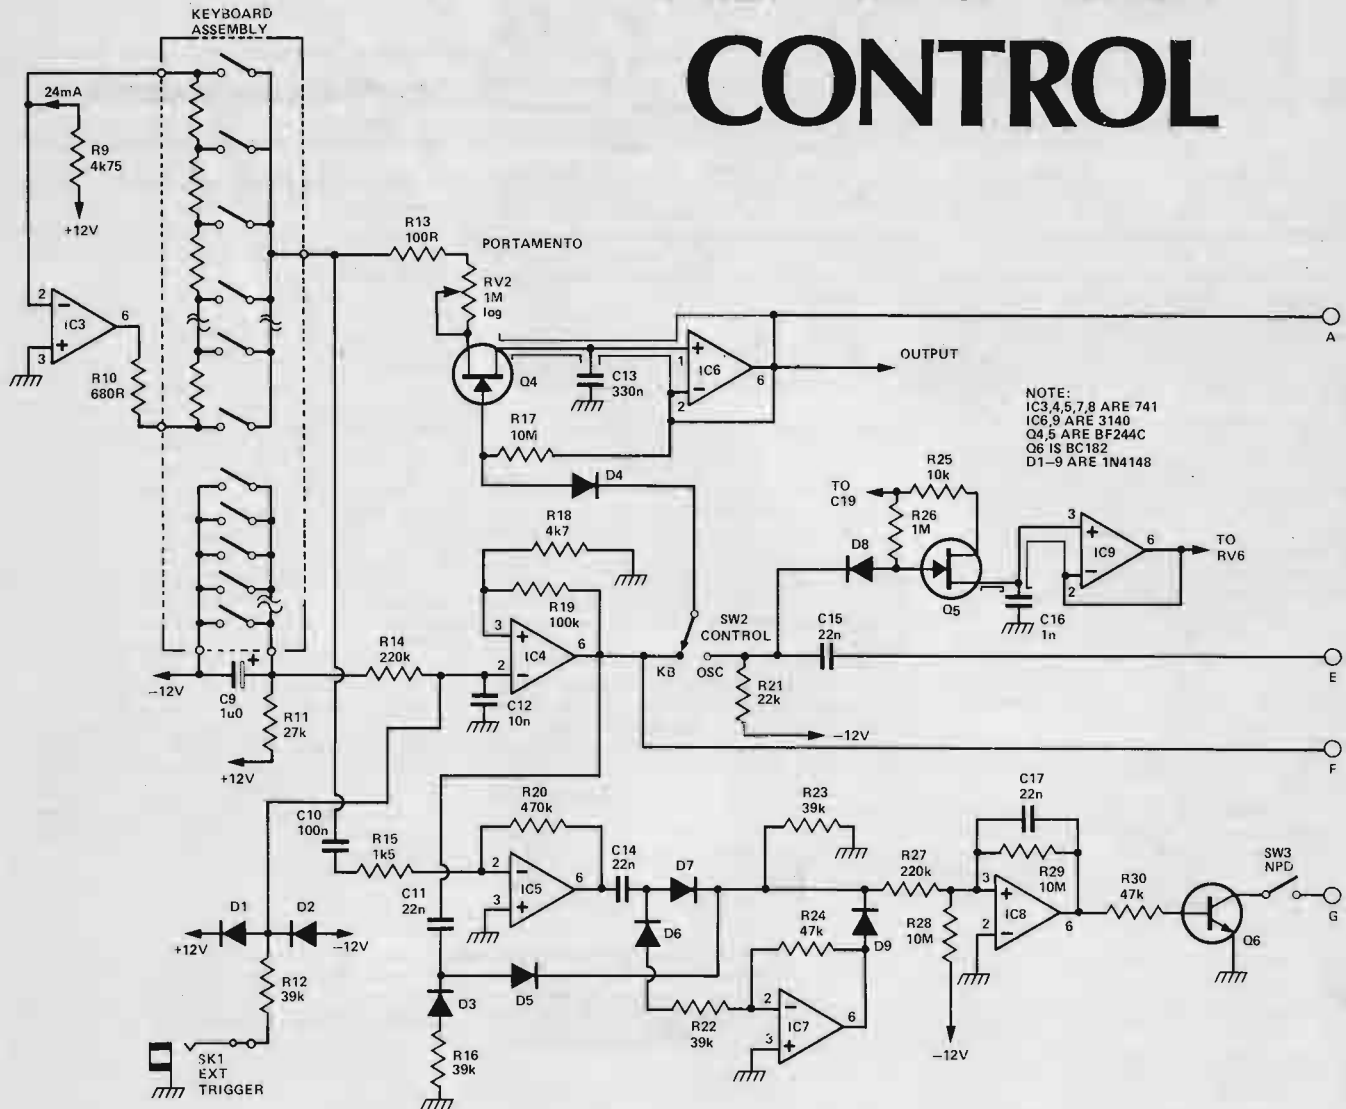 KEYBOARD
ASSEMBLY
CONTROL
24mA
R9
4k75
+12V
2
IC3
6
3
R10
680R
R13
100R
PORTAMENTO
RV2
1M
log
Q4
C13
330n
1
IC6
6
2
OUTPUT
A
R17
10M
D4
NOTE:
IC3,4,5,7,8 ARE 741
IC6,9 ARE 3140
Q4,5 ARE BF244C
Q6 IS BC182
D1–9 ARE 1N4148
R18
4k7
R19
100k
3
IC4
6
2
C12
10n
R14
220k
–12V
C9
1u0
+
R11
27k
+12V
SW2
CONTROL
KB
OSC
R21
22k
–12V
TO
C19
R25
10k
R26
1M
D8
Q5
C15
22n
C16
1n
3
IC9
6
2
TO
RV6
E
F
C10
100n
R15
1k5
R20
470k
2
IC5
6
3
C11
22n
C14
22n
D7
D6
D5
D3
R16
39k
R22
39k
R23
39k
R24
47k
D9
2
IC7
6
3
R27
220k
R28
10M
–12V
C17
22n
R29
10M
3
IC8
6
2
R30
47k
Q6
SW3
NPD
G
D1
D2
+12V
–12V
R12
39k
SK1
EXT
TRIGGER